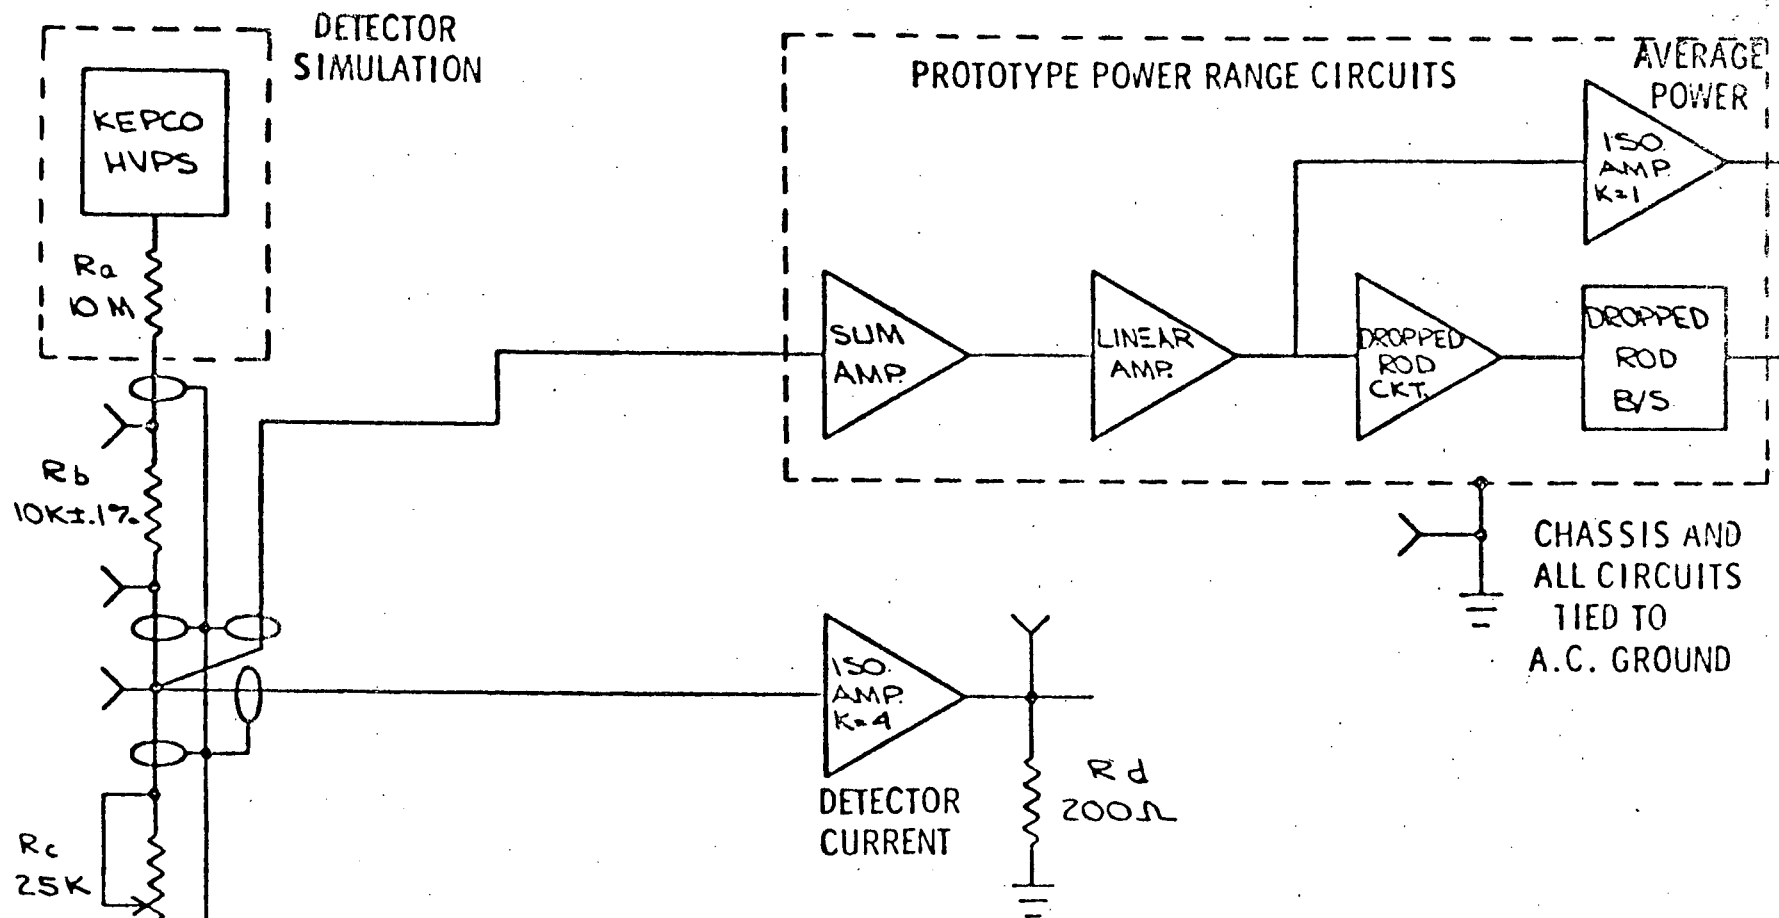 DETECTOR
SIMULATION
KEPCO
HVPS
Ra
10 M
PROTOTYPE POWER RANGE CIRCUITS
AVERAGE
POWER
ISO.
AMP.
K=1
SUM
AMP.
LINEAR
AMP.
DROPPED
ROD
CKT.
DROPPED
ROD
B/S
Rb
10K±.1%
CHASSIS AND
ALL CIRCUITS
TIED TO
A.C. GROUND
ISO.
AMP.
K=4
DETECTOR
CURRENT
Rd
200Ω
Rc
25K